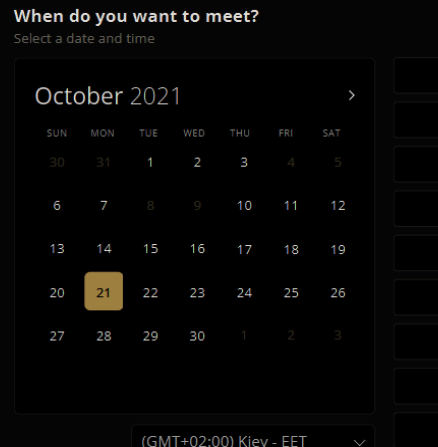 When do you want to meet?
Select a date and time
October 2021
SUN MON TUE WED THU FRI SAT
30 31 1 2 3 4 5
6 7 8 9 10 11 12
13 14 15 16 17 18 19
20 21 22 23 24 25 26
27 28 29 30 1 2 3
(GMT+02:00) Kiev - EET